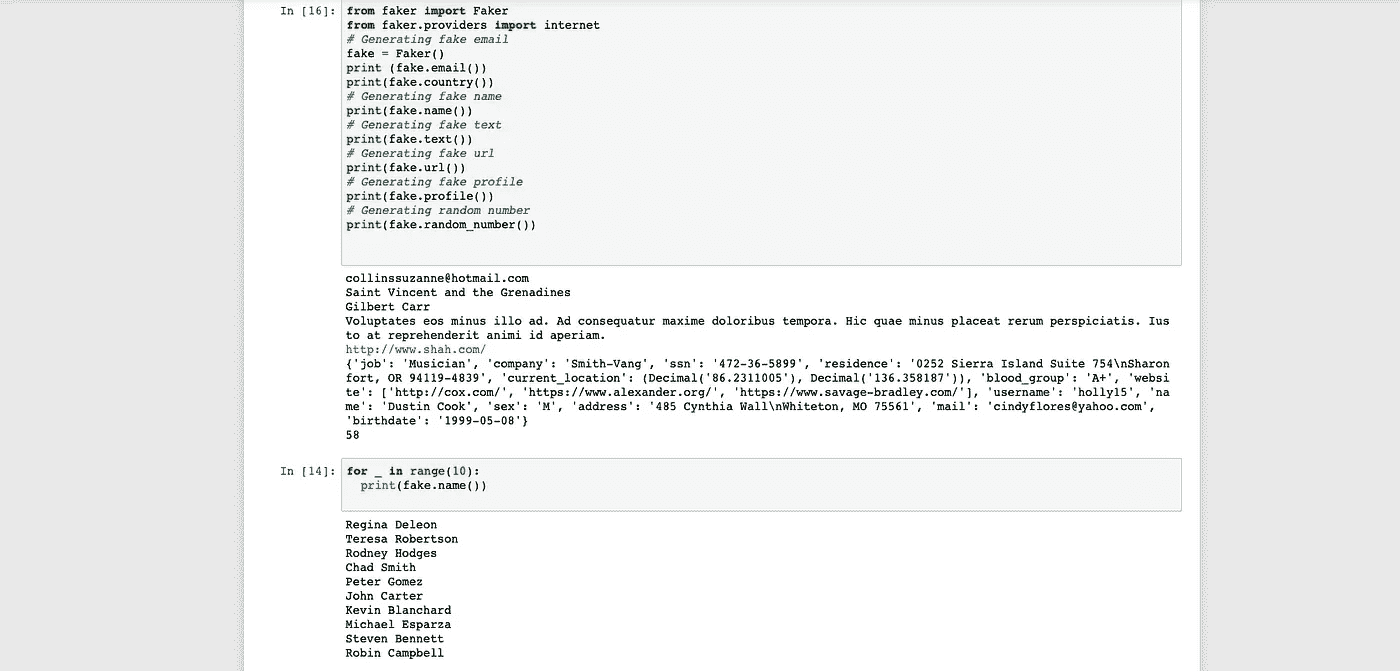 In [16]: from faker import Faker
from faker.providers import internet
# Generating fake email
fake = Faker()
print (fake.email())
print(fake.country())
# Generating fake name
print(fake.name())
# Generating fake text
print(fake.text())
# Generating fake url
print(fake.url())
# Generating fake profile
print(fake.profile())
# Generating random number
print(fake.random_number())
collinssuzanne@hotmail.com
Saint Vincent and the Grenadines
Gilbert Carr
Voluptates eos minus illo ad. Ad consequatur maxime doloribus tempora. Hic quae minus placeat rerum perspiciatis. Ius
to at reprehenderit animi id aperiam.
http://www.shah.com/
{'job': 'Musician', 'company': 'Smith-Vang', 'ssn': '472-36-5899', 'residence': '0252 Sierra Island Suite 754\nSharon
fort, OR 94119-4839', 'current_location': (Decimal('86.2311005'), Decimal('136.358187')), 'blood_group': 'A+', 'websi
te': ['http://cox.com/', 'https://www.alexander.org/', 'https://www.savage-bradley.com/'], 'username': 'holly15', 'na
me': 'Dustin Cook', 'sex': 'M', 'address': '485 Cynthia Wall\nWhiteton, MO 75561', 'mail': 'cindyflores@yahoo.com',
'birthdate': '1999-05-08'}
58
In [14]: for _ in range(10):
  print(fake.name())
Regina Deleon
Teresa Robertson
Rodney Hodges
Chad Smith
Peter Gomez
John Carter
Kevin Blanchard
Michael Esparza
Steven Bennett
Robin Campbell